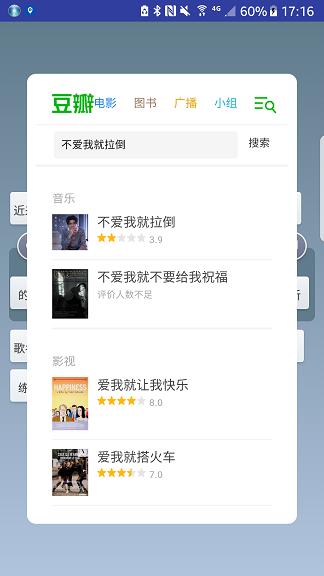 4G 60% 17:16
豆瓣 电影 图书 广播 小组
不爱我就拉倒 搜索
音乐
不爱我就拉倒
3.9
不爱我就不要给我祝福
评价人数不足
影视
爱我就让我快乐
HAPPINESS
8.0
爱我就搭火车
7.0
近
的
新
歌
练